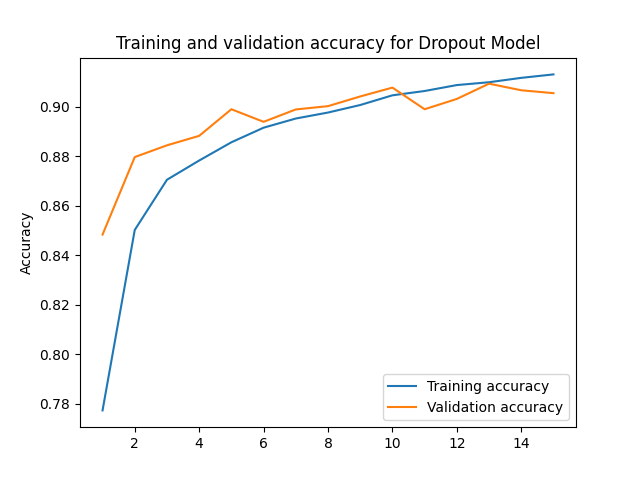 Training and validation accuracy for Dropout Model
Accuracy
0.90
0.88
0.86
0.84
0.82
0.80
0.78
2 4 6 8 10 12 14
Training accuracy
Validation accuracy